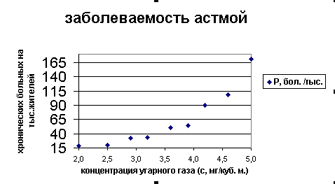 заболеваемость астмой
хронических больных на
тыс.жителей
165
140
115
90
65
40
15
2,0 2,5 3,0 3,5 4,0 4,5 5,0
концентрация угарного газа (с, мг/куб. м.)
P, бол. /тыс.